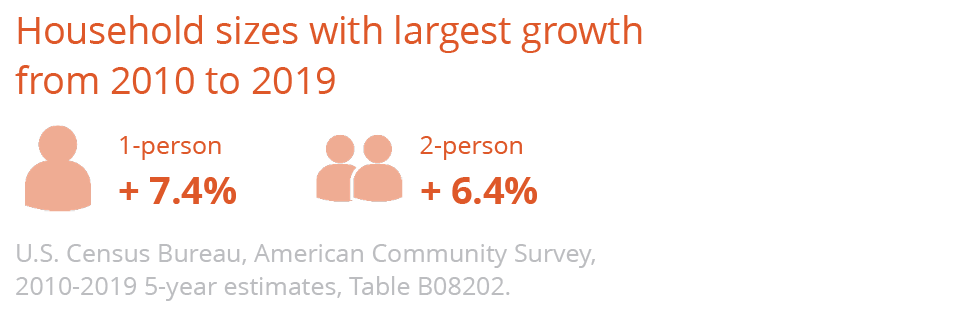 Household sizes with largest growth
from 2010 to 2019
1-person
+ 7.4%
2-person
+ 6.4%
U.S. Census Bureau, American Community Survey,
2010-2019 5-year estimates, Table B08202.